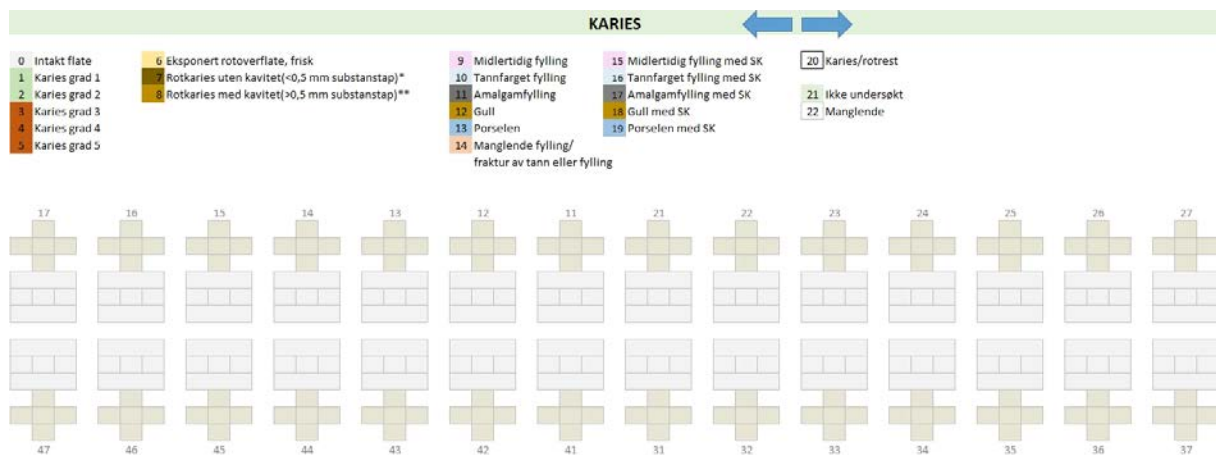 KARIES
0 Intakt flate
1 Karies grad 1
2 Karies grad 2
3 Karies grad 3
4 Karies grad 4
5 Karies grad 5
6 Eksponert rotoverflate, frisk
7 Rotkaries uten kavitet(<0,5 mm substanstap)*
8 Rotkaries med kavitet(>0,5 mm substanstap)**
9 Midlertidig fylling
10 Tannfarget fylling
11 Amalgamfylling
12 Gull
13 Porselen
14 Manglende fylling/
fraktur av tann eller fylling
15 Midlertidig fylling med SK
16 Tannfarget fylling med SK
17 Amalgamfylling med SK
18 Gull med SK
19 Porselen med SK
20 Karies/rotrest
21 Ikke undersøkt
22 Manglende
17 16 15 14 13 12 11 21 22 23 24 25 26 27
47 46 45 44 43 42 41 31 32 33 34 35 36 37